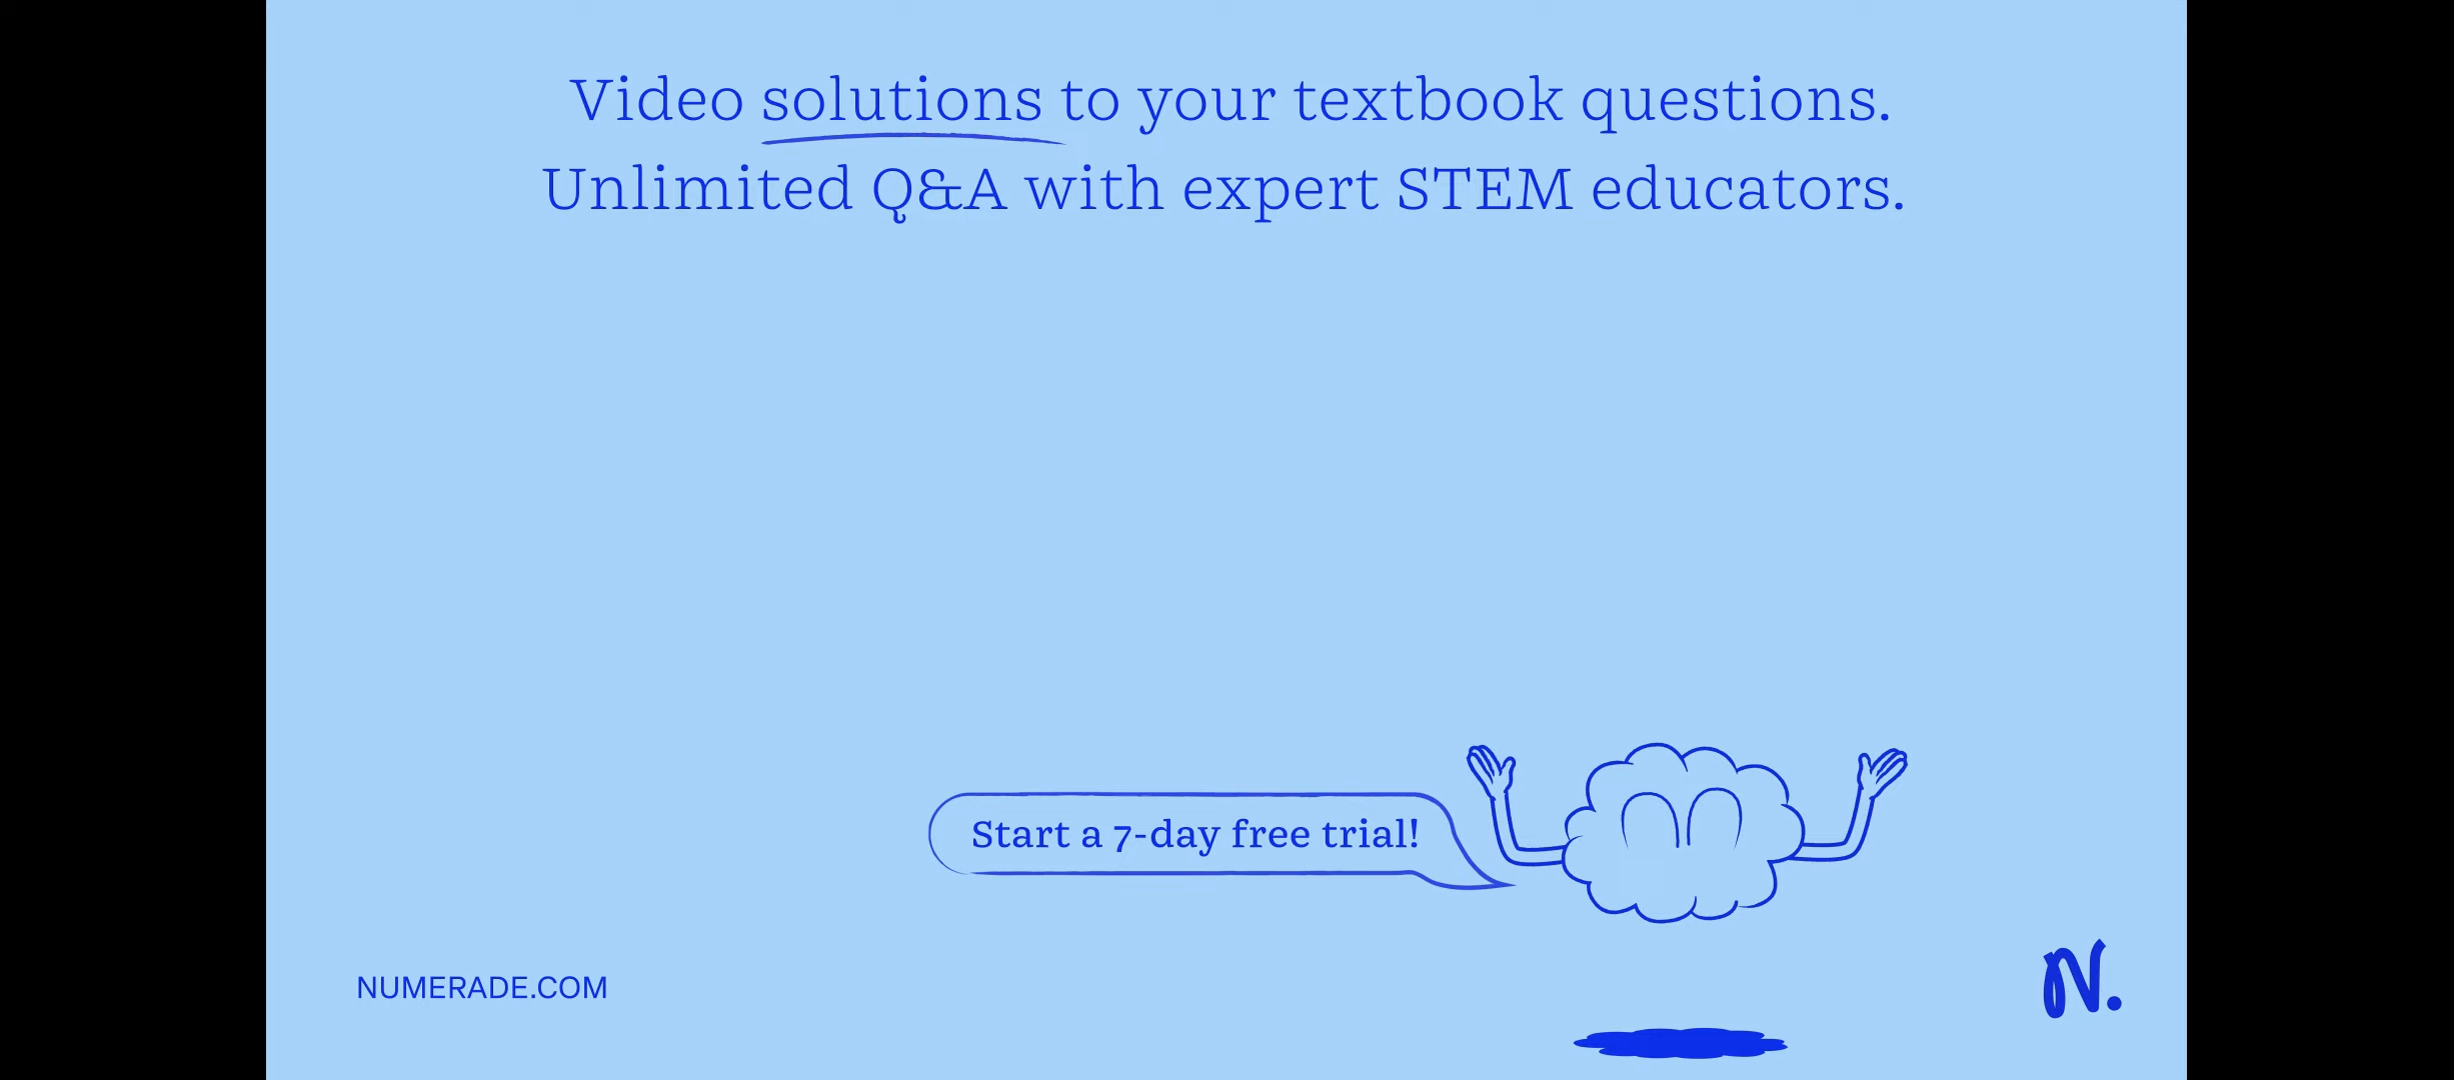 Video solutions to your textbook questions.
Unlimited Q&A with expert STEM educators.
Start a 7-day free trial!
NUMERADE.COM
N.